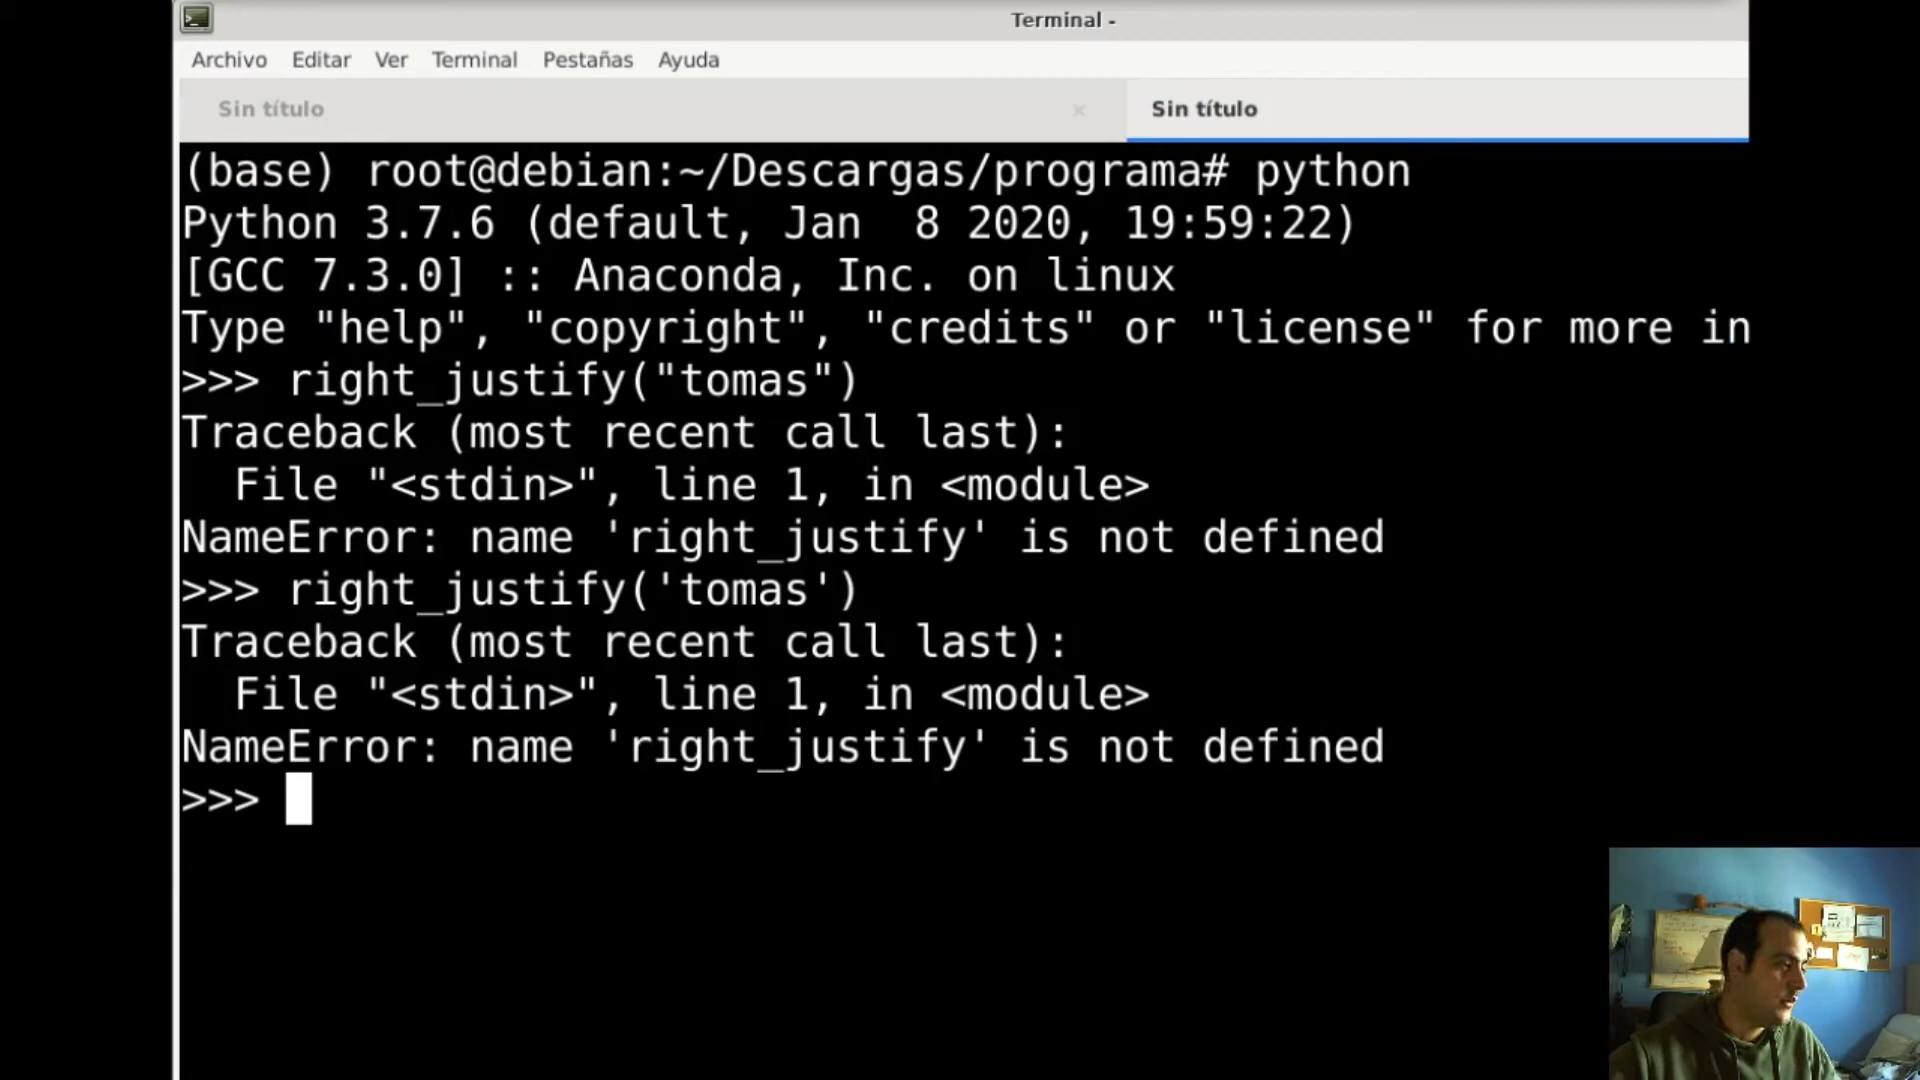 Terminal -
Archivo Editar Ver Terminal Pestañas Ayuda
Sin título Sin título
(base) root@debian:~/Descargas/programa# python
Python 3.7.6 (default, Jan  8 2020, 19:59:22)
[GCC 7.3.0] :: Anaconda, Inc. on linux
Type "help", "copyright", "credits" or "license" for more in
>>> right_justify("tomas")
Traceback (most recent call last):
  File "<stdin>", line 1, in <module>
NameError: name 'right_justify' is not defined
>>> right_justify('tomas')
Traceback (most recent call last):
  File "<stdin>", line 1, in <module>
NameError: name 'right_justify' is not defined
>>>